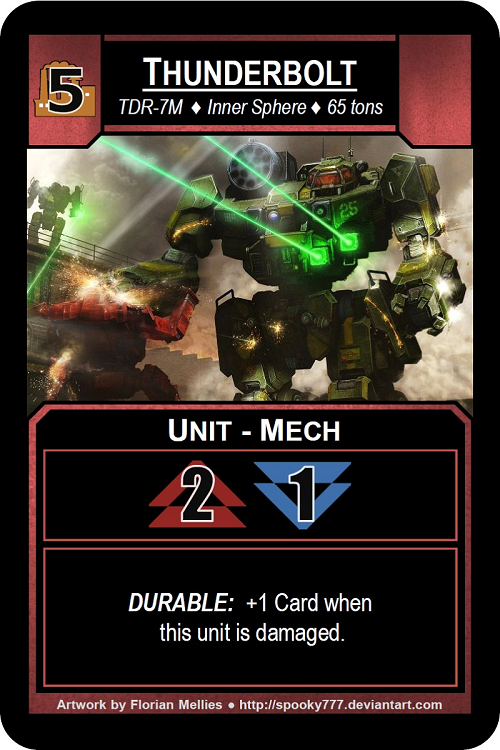 5
THUNDERBOLT
TDR-7M ♦ Inner Sphere ♦ 65 tons
25
UNIT - MECH
2 1
DURABLE: +1 Card when
this unit is damaged.
Artwork by Florian Mellies ● http://spooky777.deviantart.com